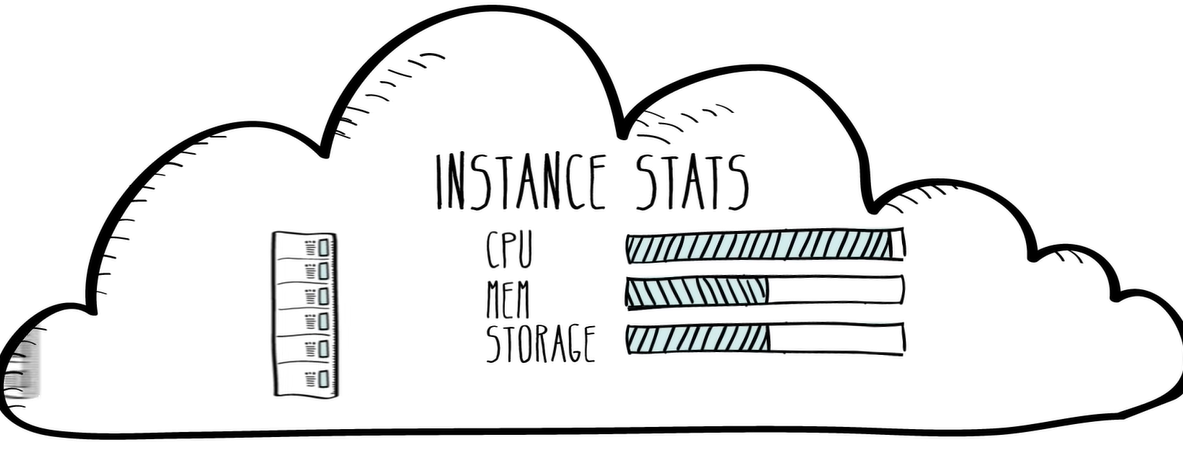 INSTANCE STATS
CPU
MEM
STORAGE